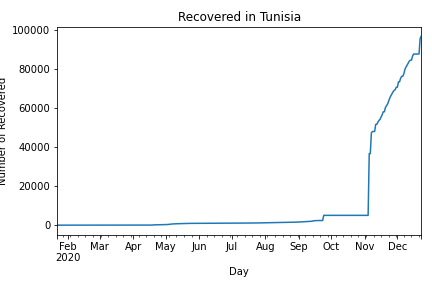 Recovered in Tunisia
100000
80000
60000
40000
20000
0
Number of Recovered
Feb Mar Apr May Jun Jul Aug Sep Oct Nov Dec
2020
Day